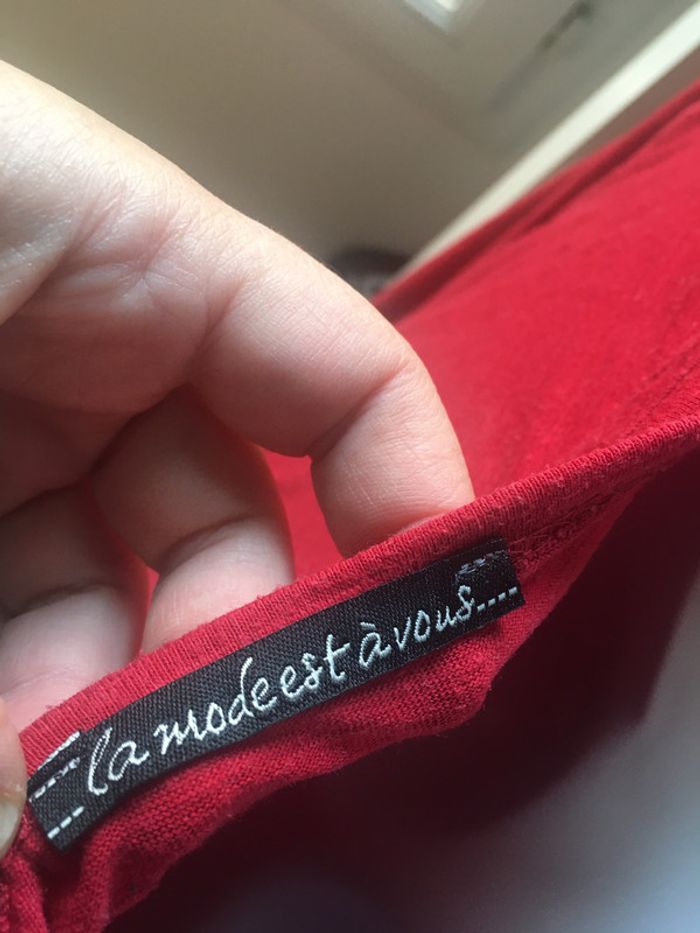 la mode est à vous....